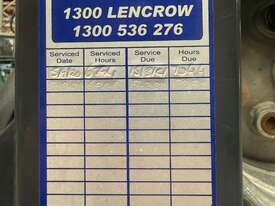 1300 LENCROW
1300 536 276
Serviced Serviced Service Hours
Date Hours Due Due